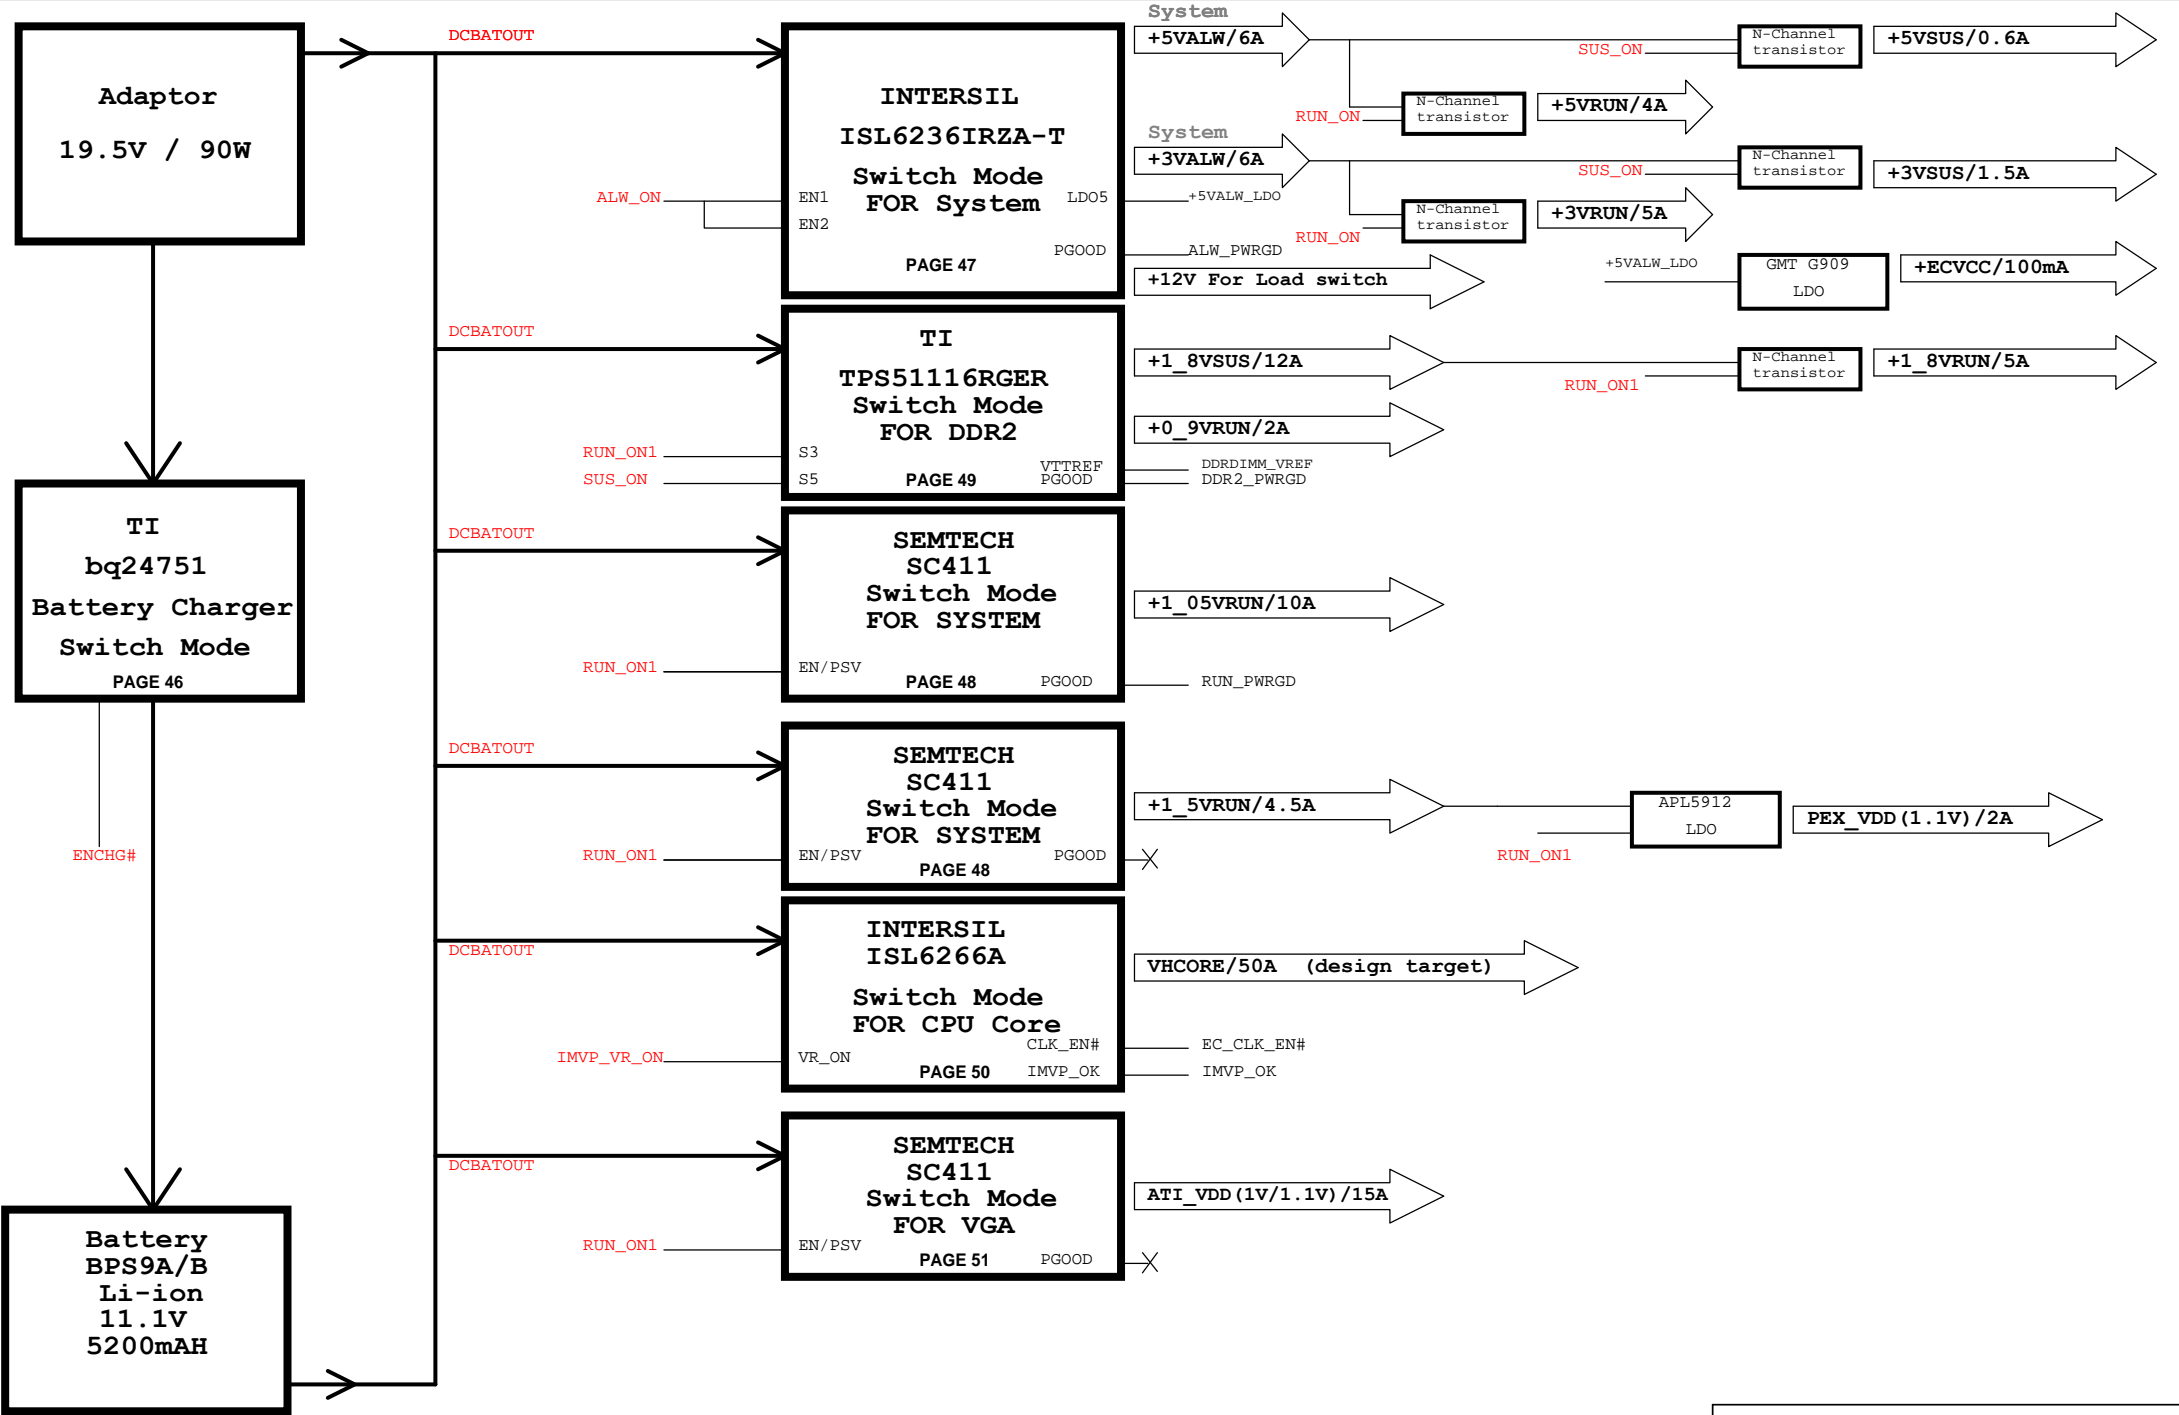 Adaptor
19.5V / 90W
TI
bq24751
Battery Charger
Switch Mode
PAGE 46
ENCHG#
Battery
BPS9A/B
Li-ion
11.1V
5200mAH
DCBATOUT
INTERSIL
ISL6236IRZA-T
Switch Mode
FOR System
ALW_ON
EN1
EN2
LDO5
PGOOD
PAGE 47
System
+5VALW/6A
System
+3VALW/6A
+5VALW_LDO
ALW_PWRGD
+12V For Load switch
SUS_ON
N-Channel
transistor
+5VSUS/0.6A
RUN_ON
N-Channel
transistor
+5VRUN/4A
SUS_ON
N-Channel
transistor
+3VSUS/1.5A
RUN_ON
N-Channel
transistor
+3VRUN/5A
+5VALW_LDO
GMT G909
LDO
+ECVCC/100mA
DCBATOUT
TI
TPS51116RGER
Switch Mode
FOR DDR2
RUN_ON1
S3
SUS_ON
S5
VTTREF
PGOOD
PAGE 49
+1_8VSUS/12A
+0_9VRUN/2A
DDRDIMM_VREF
DDR2_PWRGD
RUN_ON1
N-Channel
transistor
+1_8VRUN/5A
DCBATOUT
SEMTECH
SC411
Switch Mode
FOR SYSTEM
RUN_ON1
EN/PSV
PAGE 48
PGOOD
+1_05VRUN/10A
RUN_PWRGD
DCBATOUT
SEMTECH
SC411
Switch Mode
FOR SYSTEM
RUN_ON1
EN/PSV
PGOOD
PAGE 48
+1_5VRUN/4.5A
RUN_ON1
APL5912
LDO
PEX_VDD(1.1V)/2A
DCBATOUT
INTERSIL
ISL6266A
Switch Mode
FOR CPU Core
IMVP_VR_ON
VR_ON
CLK_EN#
IMVP_OK
PAGE 50
VHCORE/50A (design target)
EC_CLK_EN#
IMVP_OK
DCBATOUT
SEMTECH
SC411
Switch Mode
FOR VGA
RUN_ON1
EN/PSV
PAGE 51
PGOOD
ATI_VDD(1V/1.1V)/15A